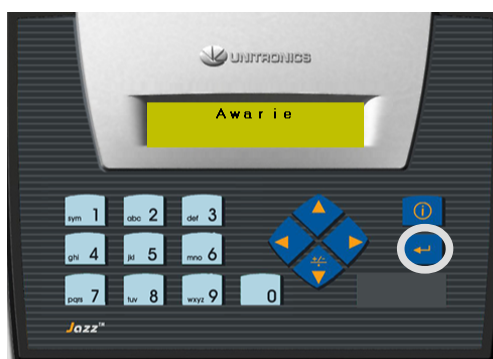 UNITRONICS
Awarie
sym 1 abc 2 def 3
ghi 4 jkl 5 mno 6
pqrs 7 tuv 8 wxyz 9 0
Jazz™